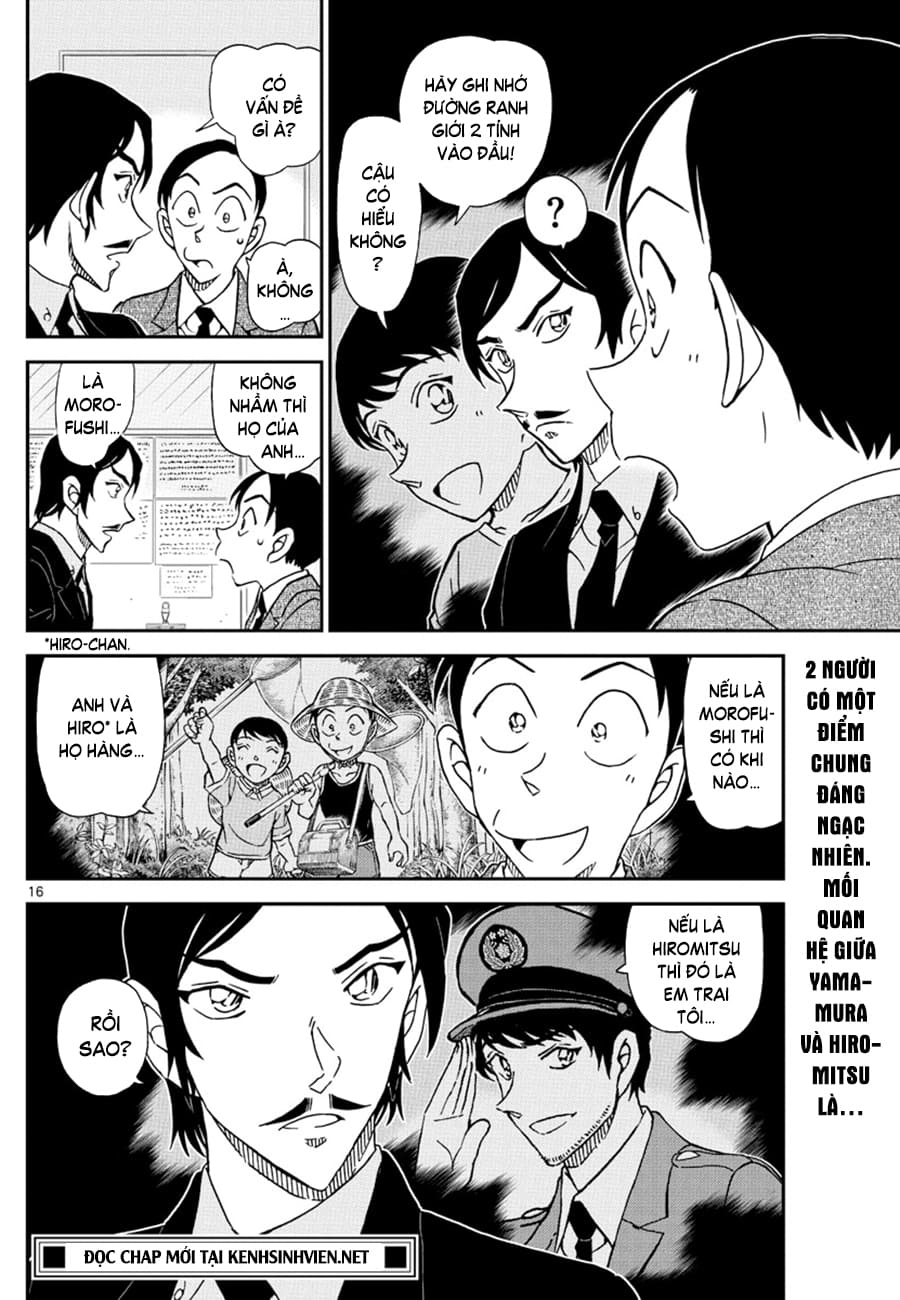 HÃY GHI NHỚ
ĐƯỜNG RANH
GIỚI 2 TÍNH
VÀO ĐẦU!
CẬU
CÓ
HIỂU
KHÔNG
?
?
CÓ
VẤN ĐỀ
GÌ À?
À,
KHÔNG
...
KHÔNG
NHẦM THÌ
HỌ CỦA
ANH...
LÀ
MORO-
FUSHI...
*HIRO-CHAN.
NẾU LÀ
MOROFU-
SHI THÌ
CÓ KHI
NÀO...
ANH VÀ
HIRO* LÀ
HỌ HÀNG...
2 NGƯỜI
CÓ MỘT
ĐIỂM
CHUNG
ĐÁNG
NGẠC
NHIÊN.
MỐI
QUAN
HỆ GIỮA
YAMA-
MURA
VÀ HIRO-
MITSU
LÀ...
16
NẾU LÀ
HIROMITSU
THÌ ĐÓ LÀ
EM TRAI
TÔI...
RỒI
SAO?
ĐỌC CHAP MỚI TẠI KENHSINHVIEN.NET